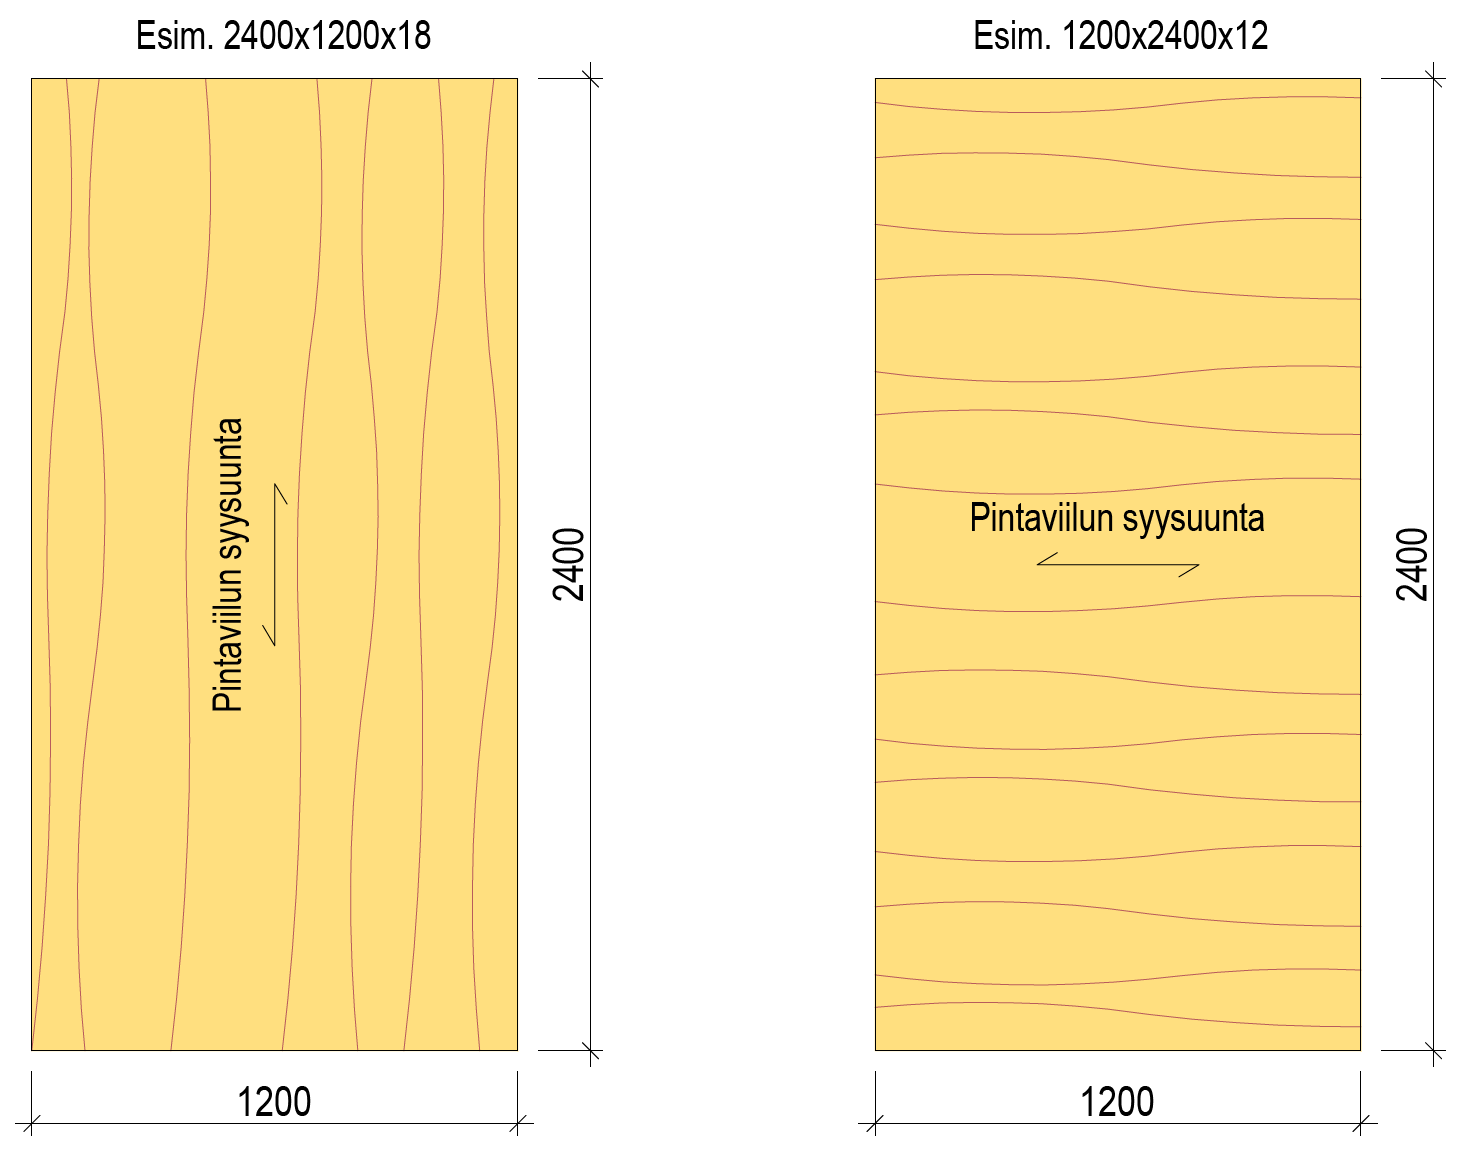 Esim. 2400x1200x18
Pintaviilun syysuunta
2400
1200
Esim. 1200x2400x12
Pintaviilun syysuunta
2400
1200